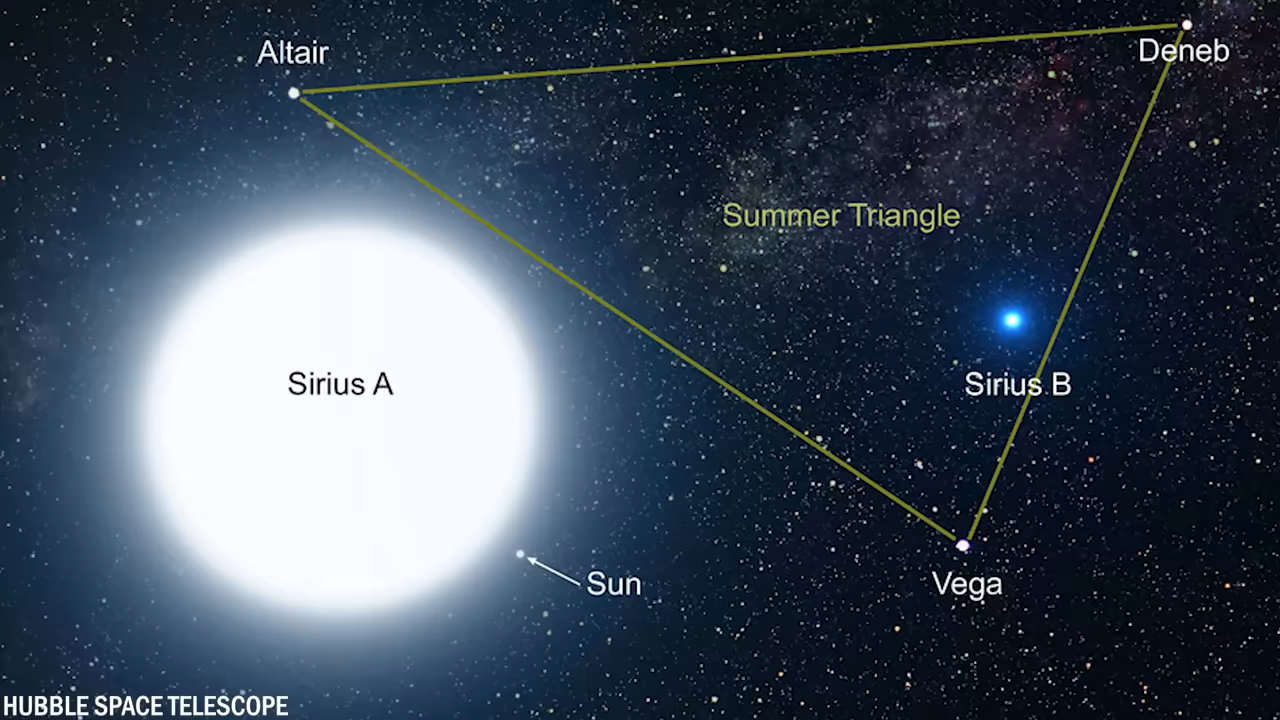 Altair
Deneb
Summer Triangle
Sirius A
Sirius B
Sun
Vega
HUBBLE SPACE TELESCOPE